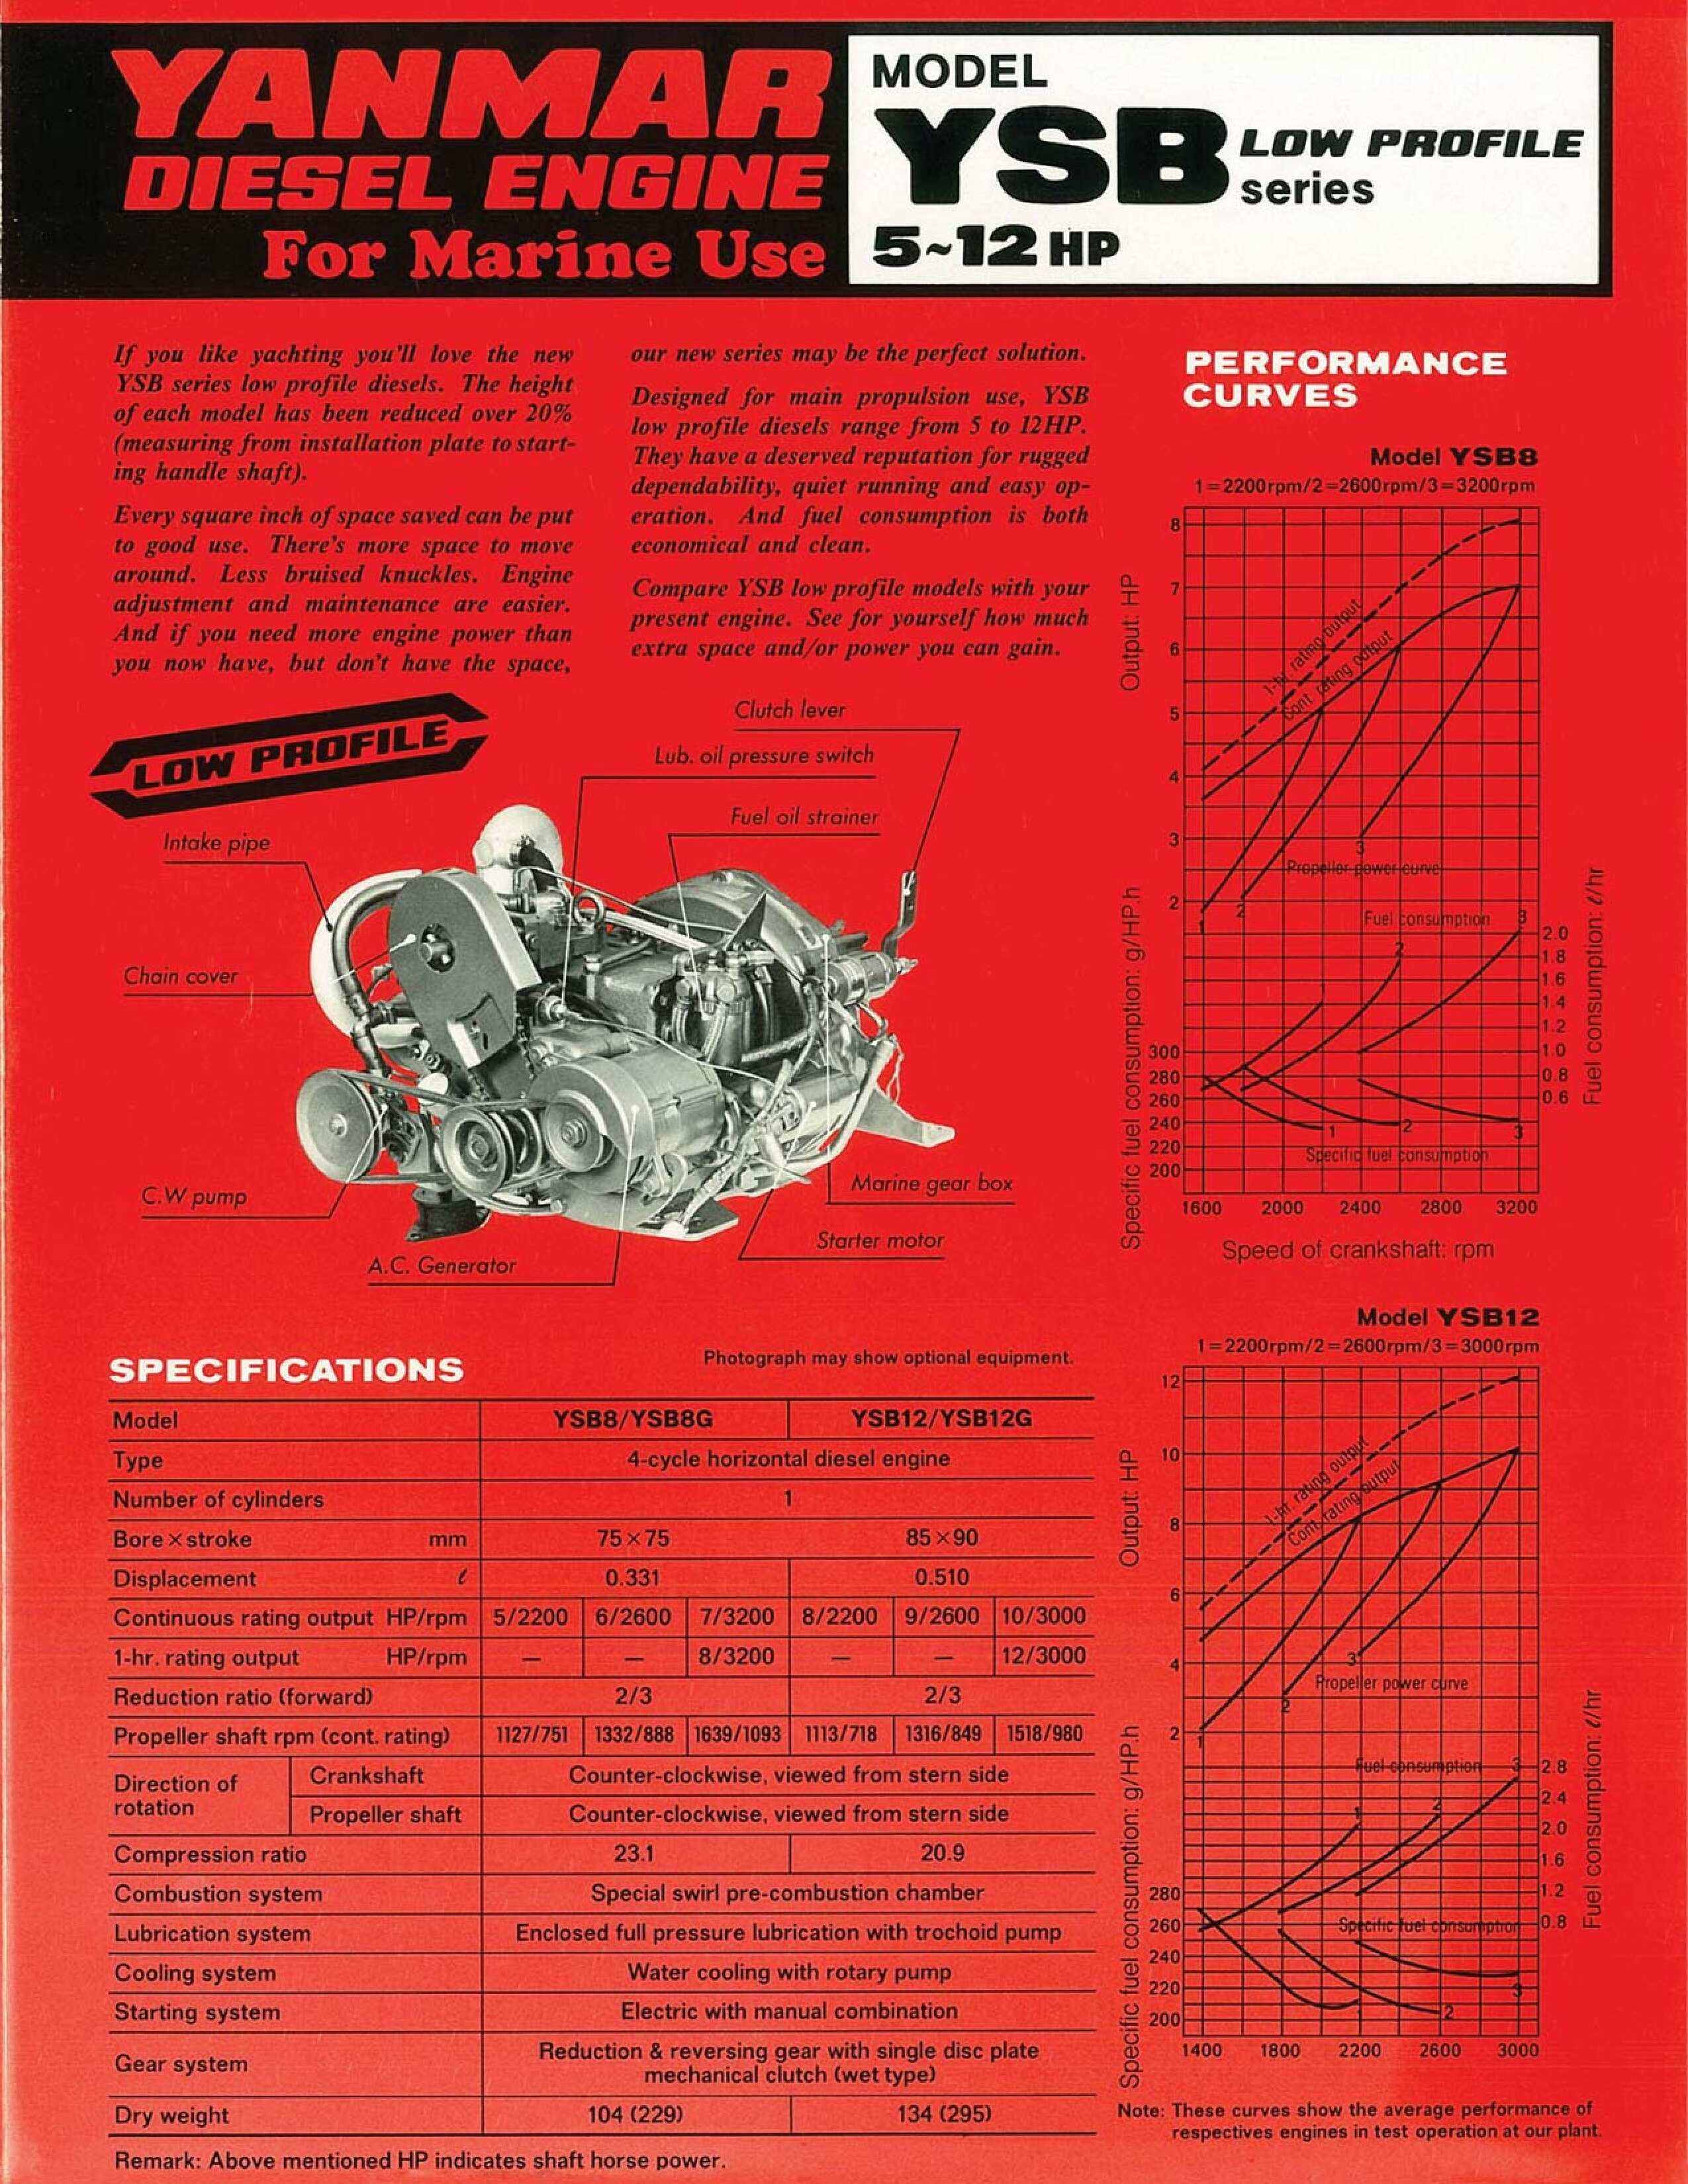 YANMAR
DIESEL ENGINE
For Marine Use
MODEL
YSB LOW PROFILE
series
5~12 HP
If you like yachting you'll love the new
YSB series low profile diesels. The height
of each model has been reduced over 20%
(measuring from installation plate to start-
ing handle shaft).
Every square inch of space saved can be put
to good use. There's more space to move
around. Less bruised knuckles. Engine
adjustment and maintenance are easier.
And if you need more engine power than
you now have, but don't have the space,
our new series may be the perfect solution.
Designed for main propulsion use, YSB
low profile diesels range from 5 to 12HP.
They have a deserved reputation for rugged
dependability, quiet running and easy op-
eration. And fuel consumption is both
economical and clean.
Compare YSB low profile models with your
present engine. See for yourself how much
extra space and/or power you can gain.
LOW PROFILE
Clutch lever
Lub. oil pressure switch
Fuel oil strainer
Intake pipe
Chain cover
C.W pump
A.C. Generator
Marine gear box
Starter motor
Photograph may show optional equipment.
SPECIFICATIONS
Model YSB8/YSB8G YSB12/YSB12G
Type 4-cycle horizontal diesel engine
Number of cylinders 1
Bore × stroke mm 75 × 75 85 × 90
Displacement ℓ 0.331 0.510
Continuous rating output HP/rpm 5/2200 6/2600 7/3200 8/2200 9/2600 10/3000
1-hr. rating output HP/rpm — — 8/3200 — — 12/3000
Reduction ratio (forward) 2/3 2/3
Propeller shaft rpm (cont. rating) 1127/751 1332/888 1639/1093 1113/718 1316/849 1518/980
Direction of
rotation
Crankshaft Counter-clockwise, viewed from stern side
Propeller shaft Counter-clockwise, viewed from stern side
Compression ratio 23.1 20.9
Combustion system Special swirl pre-combustion chamber
Lubrication system Enclosed full pressure lubrication with trochoid pump
Cooling system Water cooling with rotary pump
Starting system Electric with manual combination
Gear system Reduction & reversing gear with single disc plate
mechanical clutch (wet type)
Dry weight 104 (229) 134 (295)
Remark: Above mentioned HP indicates shaft horse power.
PERFORMANCE
CURVES
Model YSB8
1=2200rpm/2=2600rpm/3=3200rpm
Output: HP
8
7
6
5
4
3
2
1-hr. rating output
Cont. rating output
Propeller power curve
1
2
3
Fuel consumption
1
2
3
Fuel consumption: ℓ/hr
2.0
1.8
1.6
1.4
1.2
1.0
0.8
0.6
Specific fuel consumption: g/HP.h
300
280
260
240
220
200
1
2
3
Specific fuel consumption
1600 2000 2400 2800 3200
Speed of crankshaft: rpm
Model YSB12
1=2200rpm/2=2600rpm/3=3000rpm
Output: HP
12
10
8
6
4
2
1-hr. rating output
Cont. rating output
Propeller power curve
1
2
3
Fuel consumption
1
2
3
Fuel consumption: ℓ/hr
2.8
2.4
2.0
1.6
1.2
0.8
Specific fuel consumption: g/HP.h
280
260
240
220
200
Specific fuel consumption
1
2
3
1400 1800 2200 2600 3000
Note: These curves show the average performance of
respectives engines in test operation at our plant.